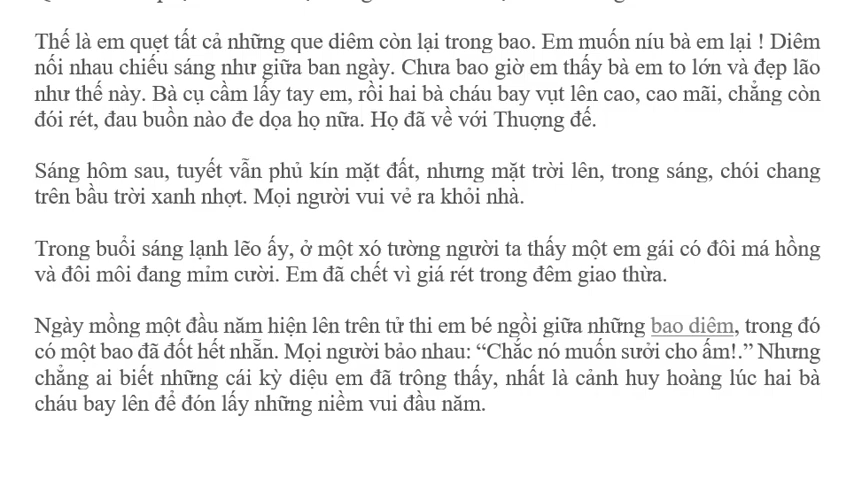 Thế là em quẹt tất cả những que diêm còn lại trong bao. Em muốn níu bà em lại ! Diêm
nối nhau chiếu sáng như giữa ban ngày. Chưa bao giờ em thấy bà em to lớn và đẹp lão
như thế này. Bà cụ cầm lấy tay em, rồi hai bà cháu bay vụt lên cao, cao mãi, chẳng còn
đói rét, đau buồn nào đe dọa họ nữa. Họ đã về với Thượng đế.
Sáng hôm sau, tuyết vẫn phủ kín mặt đất, nhưng mặt trời lên, trong sáng, chói chang
trên bầu trời xanh nhợt. Mọi người vui vẻ ra khỏi nhà.
Trong buổi sáng lạnh lẽo ấy, ở một xó tường người ta thấy một em gái có đôi má hồng
và đôi môi đang mỉm cười. Em đã chết vì giá rét trong đêm giao thừa.
Ngày mồng một đầu năm hiện lên trên tử thi em bé ngồi giữa những bao diêm, trong đó
có một bao đã đốt hết nhẵn. Mọi người bảo nhau: “Chắc nó muốn sưởi cho ấm!.” Nhưng
chẳng ai biết những cái kỳ diệu em đã trông thấy, nhất là cảnh huy hoàng lúc hai bà
cháu bay lên để đón lấy những niềm vui đầu năm.